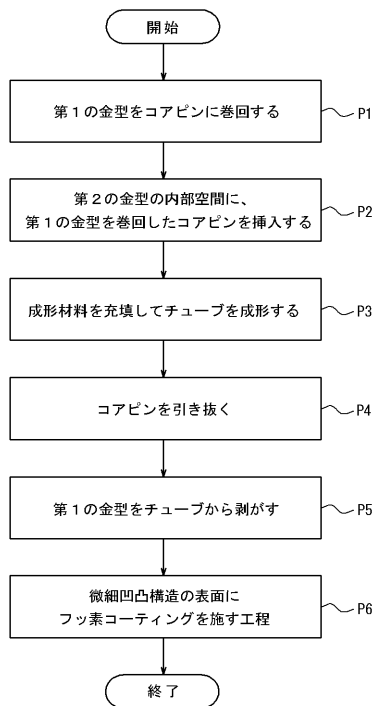 開始
第１の金型をコアピンに巻回する
P1
第２の金型の内部空間に、
第１の金型を巻回したコアピンを挿入する
P2
成形材料を充填してチューブを成形する
P3
コアピンを引き抜く
P4
第１の金型をチューブから剥がす
P5
微細凹凸構造の表面に
フッ素コーティングを施す工程
P6
終了